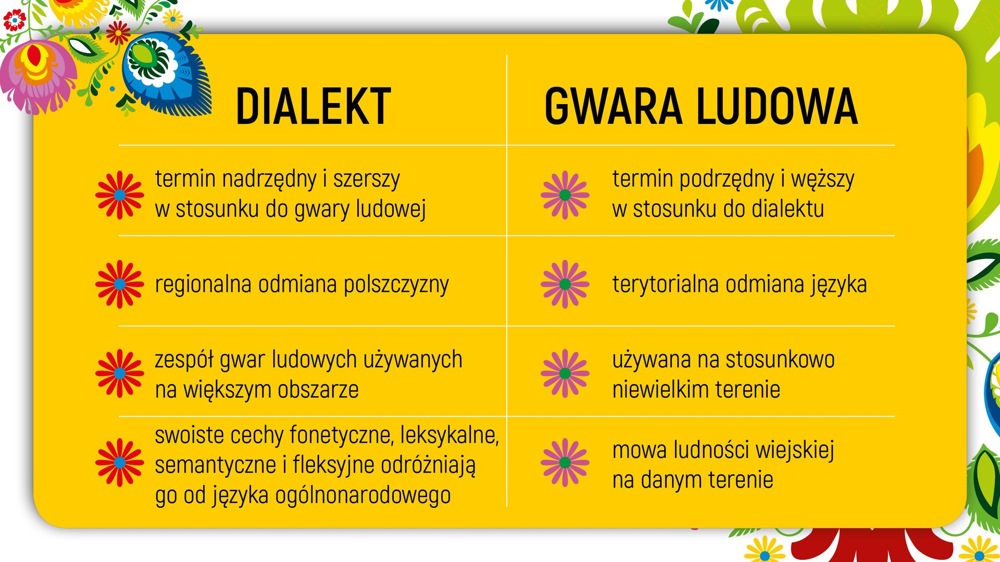 DIALEKT
GWARA LUDOWA
termin nadrzędny i szerszy
w stosunku do gwary ludowej
termin podrzędny i węższy
w stosunku do dialektu
regionalna odmiana polszczyzny
terytorialna odmiana języka
zespół gwar ludowych używanych
na większym obszarze
używana na stosunkowo
niewielkim terenie
swoiste cechy fonetyczne, leksykalne,
semantyczne i fleksyjne odróżniają
go od języka ogólnonarodowego
mowa ludności wiejskiej
na danym terenie